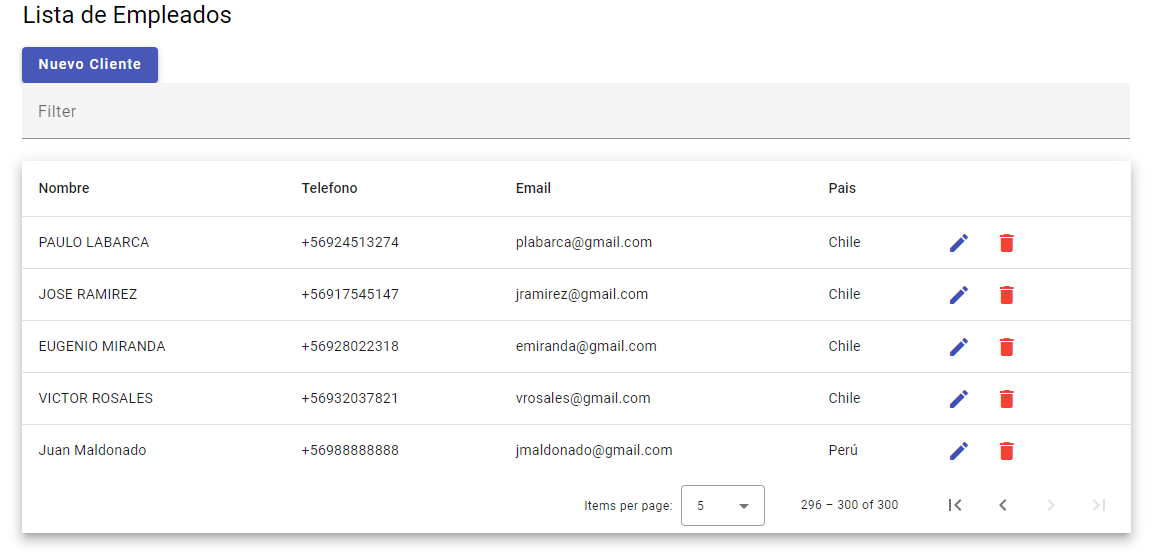 Lista de Empleados
Nuevo Cliente
Filter
Nombre Telefono Email Pais
PAULO LABARCA +56924513274 plabarca@gmail.com Chile
JOSE RAMIREZ +56917545147 jramirez@gmail.com Chile
EUGENIO MIRANDA +56928022318 emiranda@gmail.com Chile
VICTOR ROSALES +56932037821 vrosales@gmail.com Chile
Juan Maldonado +56988888888 jmaldonado@gmail.com Perú
Items per page: 5 296 – 300 of 300